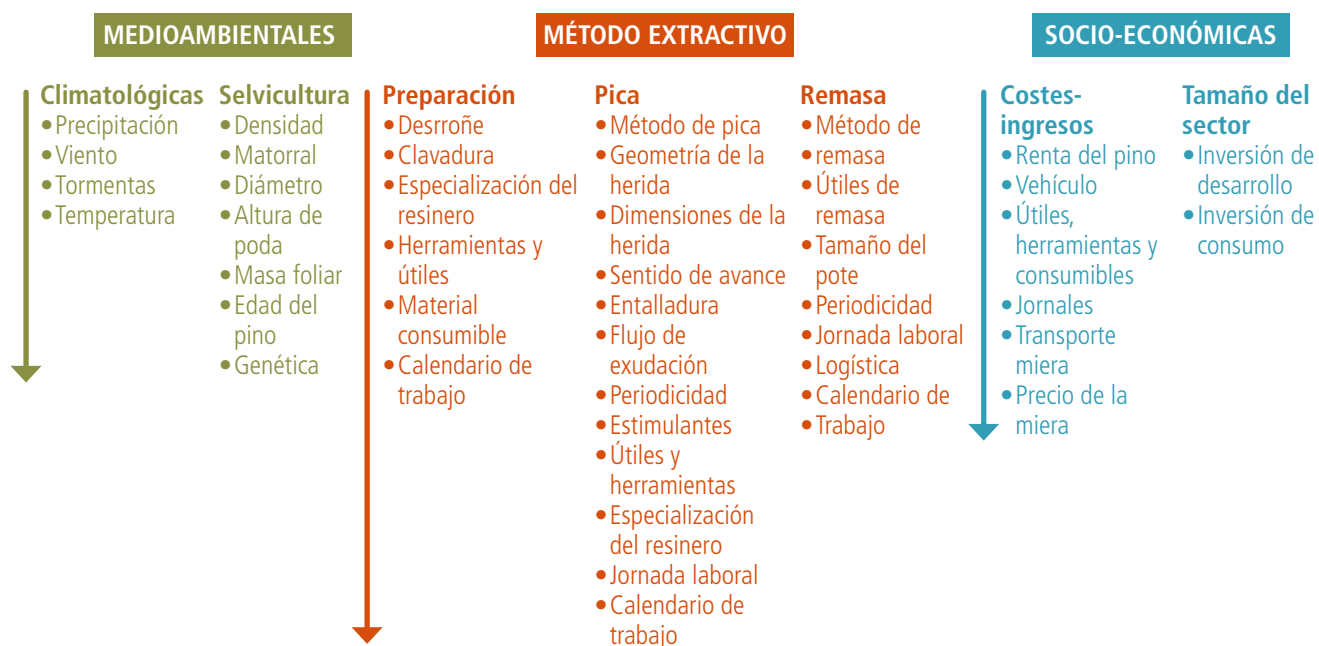 MEDIOAMBIENTALES
Climatológicas
•Precipitación
•Viento
•Tormentas
•Temperatura
Selvicultura
•Densidad
•Matorral
•Diámetro
•Altura de
poda
•Masa foliar
•Edad del
pino
•Genética
MÉTODO EXTRACTIVO
Preparación
•Desrroñe
•Clavadura
•Especialización del
resinero
•Herramientas y
útiles
•Material
consumible
•Calendario de
trabajo
Pica
•Método de pica
•Geometría de la
herida
•Dimensiones de la
herida
•Sentido de avance
•Entalladura
•Flujo de
exudación
•Periodicidad
•Estimulantes
•Útiles y
herramientas
•Especialización
del resinero
•Jornada laboral
•Calendario de
trabajo
Remasa
•Método de
•remasa
•Útiles de
remasa
•Tamaño del
pote
•Periodicidad
•Jornada laboral
•Logística
•Calendario de
•Trabajo
SOCIO-ECONÓMICAS
Costes-
ingresos
•Renta del pino
•Vehículo
•Útiles,
herramientas y
consumibles
•Jornales
•Transporte
miera
•Precio de la
miera
Tamaño del
sector
•Inversión de
desarrollo
•Inversión de
consumo